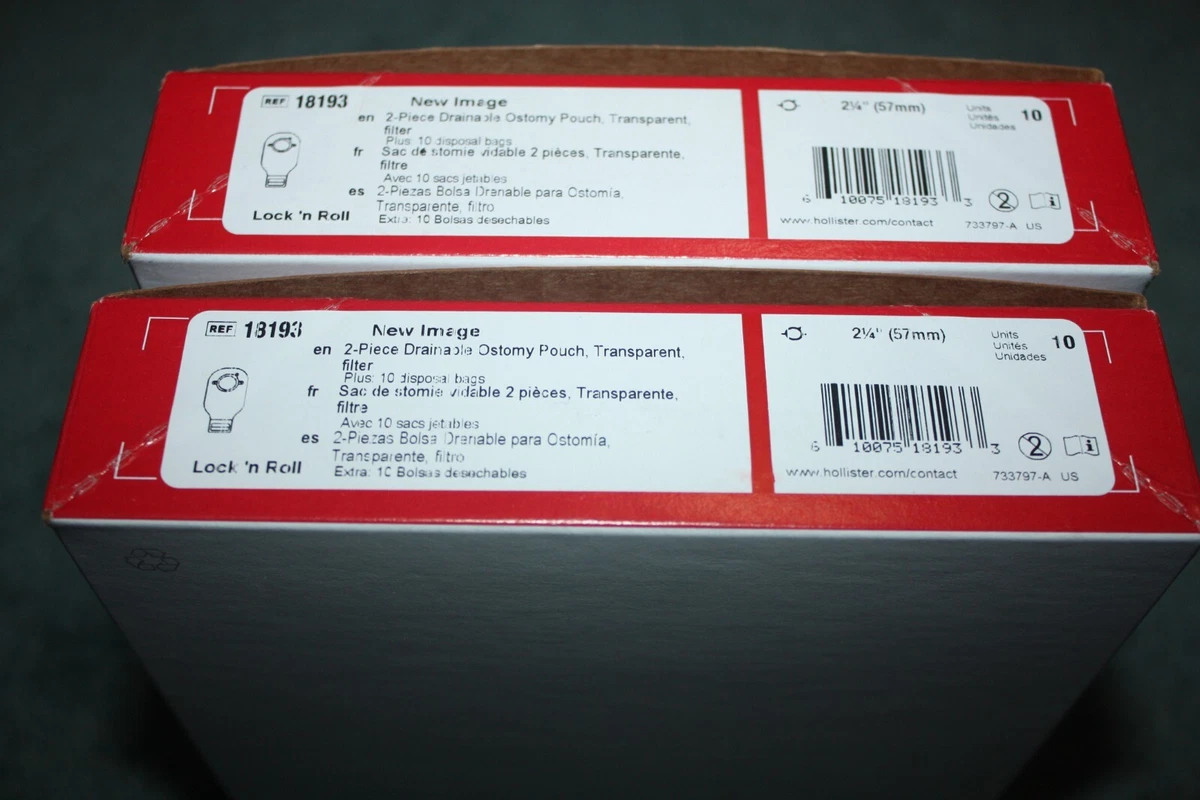 REF 18193
New Image
en 2-Piece Drainable Ostomy Pouch, Transparent,
filter
Plus: 10 disposal bags
fr Sac de stomie vidable 2 pièces, Transparente,
filtre
Avec 10 sacs jetables
es 2-Piezas Bolsa Drenable para Ostomía,
Transparente, filtro
Extra: 10 Bolsas desechables
Lock 'n Roll
2¼" (57mm)
Units
Unités
Unidades
10
6 10075 18193 3
2
www.hollister.com/contact
733797-A US
REF 18193
New Image
en 2-Piece Drainable Ostomy Pouch, Transparent,
filter
Plus: 10 disposal bags
fr Sac de stomie vidable 2 pièces, Transparente,
filtre
Avec 10 sacs jetables
es 2-Piezas Bolsa Drenable para Ostomía,
Transparente, filtro
Extra: 10 Bolsas desechables
Lock 'n Roll
2¼" (57mm)
Units
Unités
Unidades
10
6 10075 18193 3
2
www.hollister.com/contact
733797-A US